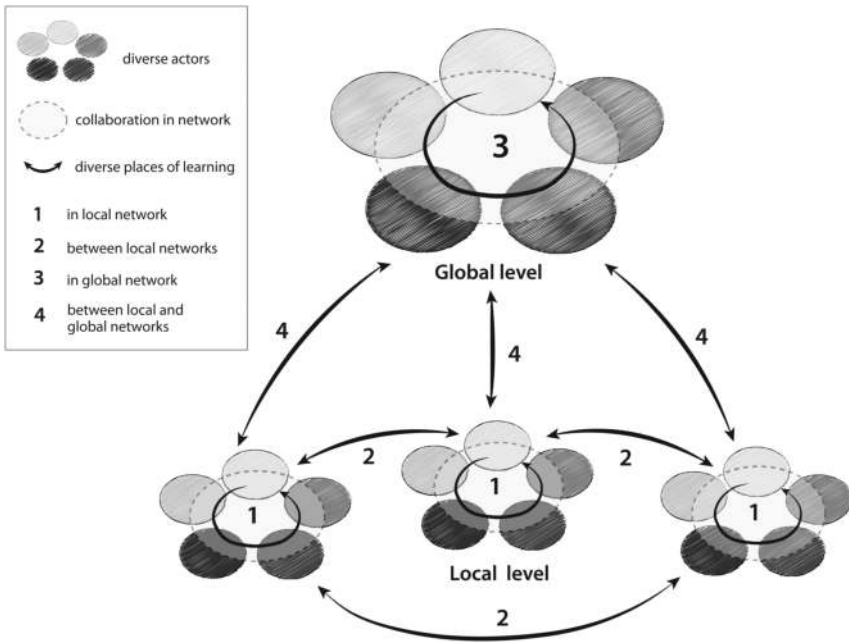 diverse actors
collaboration in network
diverse places of learning
1 in local network
2 between local networks
3 in global network
4 between local and
global networks
3
Global level
4
4
4
2
2
1
1
1
Local level
2